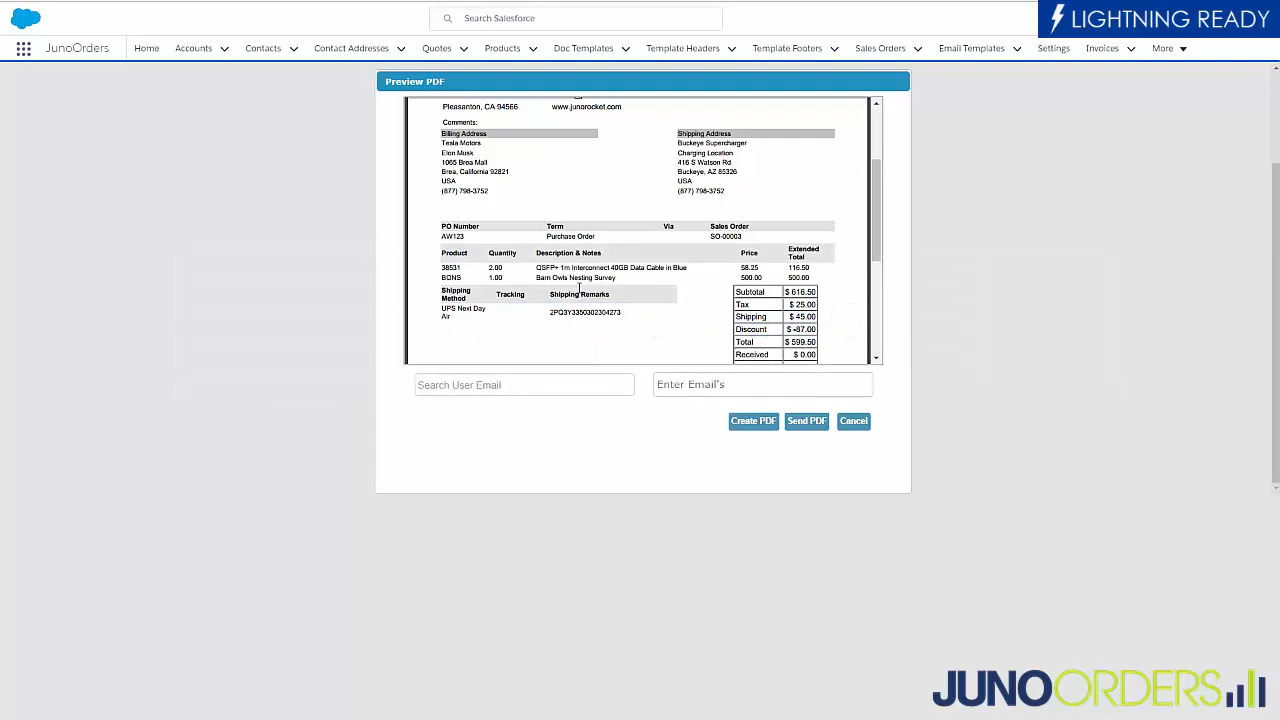 Search Salesforce
LIGHTNING READY
JunoOrders Home Accounts Contacts Contact Addresses Quotes Products Doc Templates Template Headers Template Footers Sales Orders Email Templates Settings Invoices More
Preview PDF
Pleasanton, CA 94566 www.junorocket.com
Comments:
Billing Address Shipping Address
Tesla Motors Buckeye Supercharger
Elon Musk Charging Location
1065 Brea Mall 416 S Watson Rd
Brea, California 92821 Buckeye, AZ 85326
USA USA
(877) 798-3752 (877) 798-3752
PO Number Term Via Sales Order
AW123 Purchase Order SO-00003
Product Quantity Description & Notes Price Extended Total
38531 2.00 QSFP+ 1m Interconnect 40GB Data Cable in Blue 58.25 116.50
BONS 1.00 Barn Owls Nesting Survey 500.00 500.00
Shipping Method Tracking Shipping Remarks
UPS Next Day Air 2PQ3Y3350302304273
Subtotal $ 616.50
Tax $ 25.00
Shipping $ 45.00
Discount $ -87.00
Total $ 599.50
Received $ 0.00
Search User Email Enter Email's
Create PDF Send PDF Cancel
JUNOORDERS